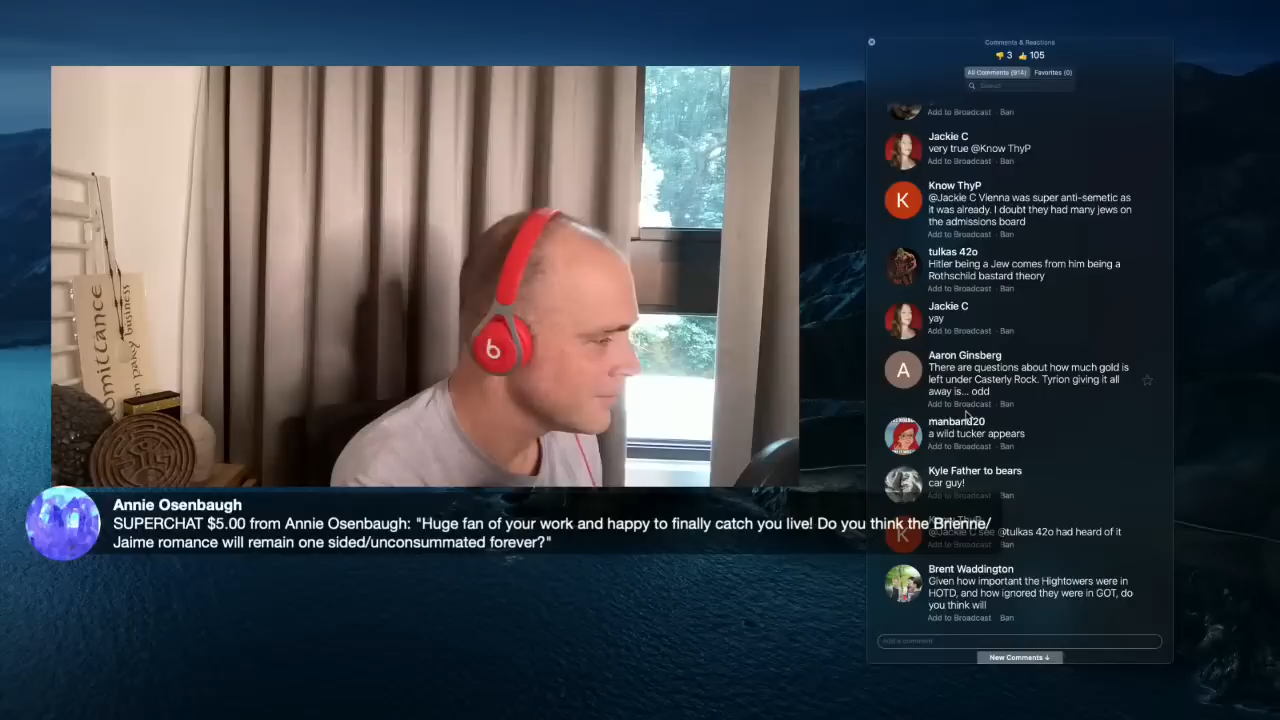 Comments & Reactions
👎 3 👍 105
All Comments (914) Favorites (0)
Search
Add to Broadcast · Ban
Jackie C
very true @Know ThyP
Add to Broadcast · Ban
K
Know ThyP
@Jackie C Vienna was super anti-semetic as
it was already. I doubt they had many jews on
the admissions board
Add to Broadcast · Ban
tulkas 42o
Hitler being a Jew comes from him being a
Rothschild bastard theory
Add to Broadcast · Ban
Jackie C
yay
Add to Broadcast · Ban
A
Aaron Ginsberg
There are questions about how much gold is
left under Casterly Rock. Tyrion giving it all
away is... odd
Add to Broadcast · Ban
manband20
a wild tucker appears
Add to Broadcast · Ban
Kyle Father to bears
car guy!
Add to Broadcast · Ban
K
Know ThyP
@Jackie C see @tulkas 42o had heard of it
Add to Broadcast · Ban
Brent Waddington
Given how important the Hightowers were in
HOTD, and how ignored they were in GOT, do
you think will
Add to Broadcast · Ban
Add a comment
New Comments ↓
omittance
on pairy business
b
Annie Osenbaugh
SUPERCHAT $5.00 from Annie Osenbaugh: "Huge fan of your work and happy to finally catch you live! Do you think the Brienne/
Jaime romance will remain one sided/unconsummated forever?"